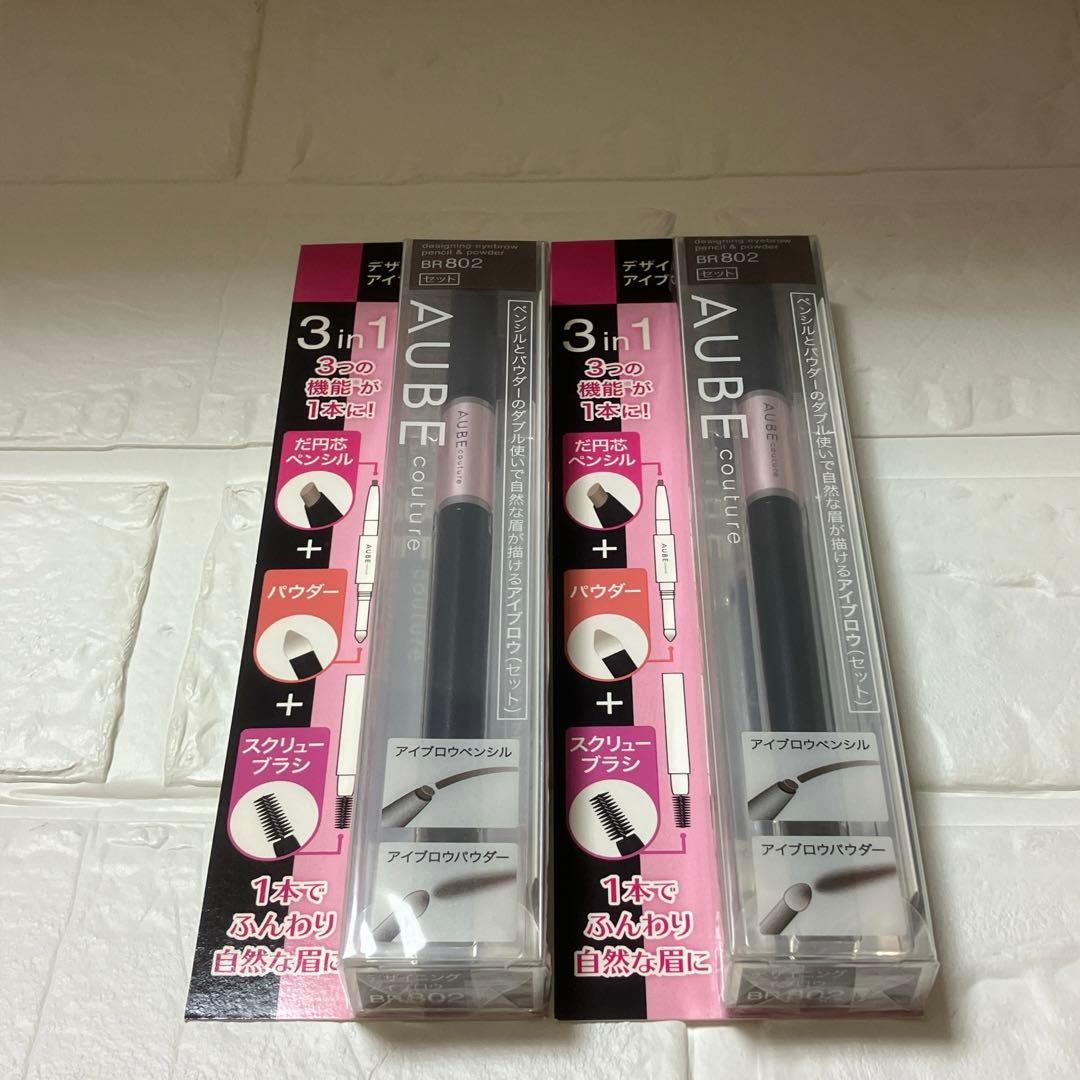 デザイ
アイブ
3in1
3つの
機能が
1本に!
だ円芯
ペンシル
+
AUBE
パウダー
+
スクリュー
ブラシ
1本で
ふんわり
自然な眉に
designing eyebrow
pencil & powder
BR802
セット
AUBE couture
AUBE couture
ペンシルとパウダーのダブル使いで自然な眉が描けるアイブロウ(セット)
アイブロウペンシル
アイブロウパウダー
BR802
デザイ
アイブ
3in1
3つの
機能が
1本に!
だ円芯
ペンシル
+
AUBE
パウダー
+
スクリュー
ブラシ
1本で
ふんわり
自然な眉に
designing eyebrow
pencil & powder
BR802
セット
AUBE couture
AUBE couture
ペンシルとパウダーのダブル使いで自然な眉が描けるアイブロウ(セット)
アイブロウペンシル
アイブロウパウダー
BR802